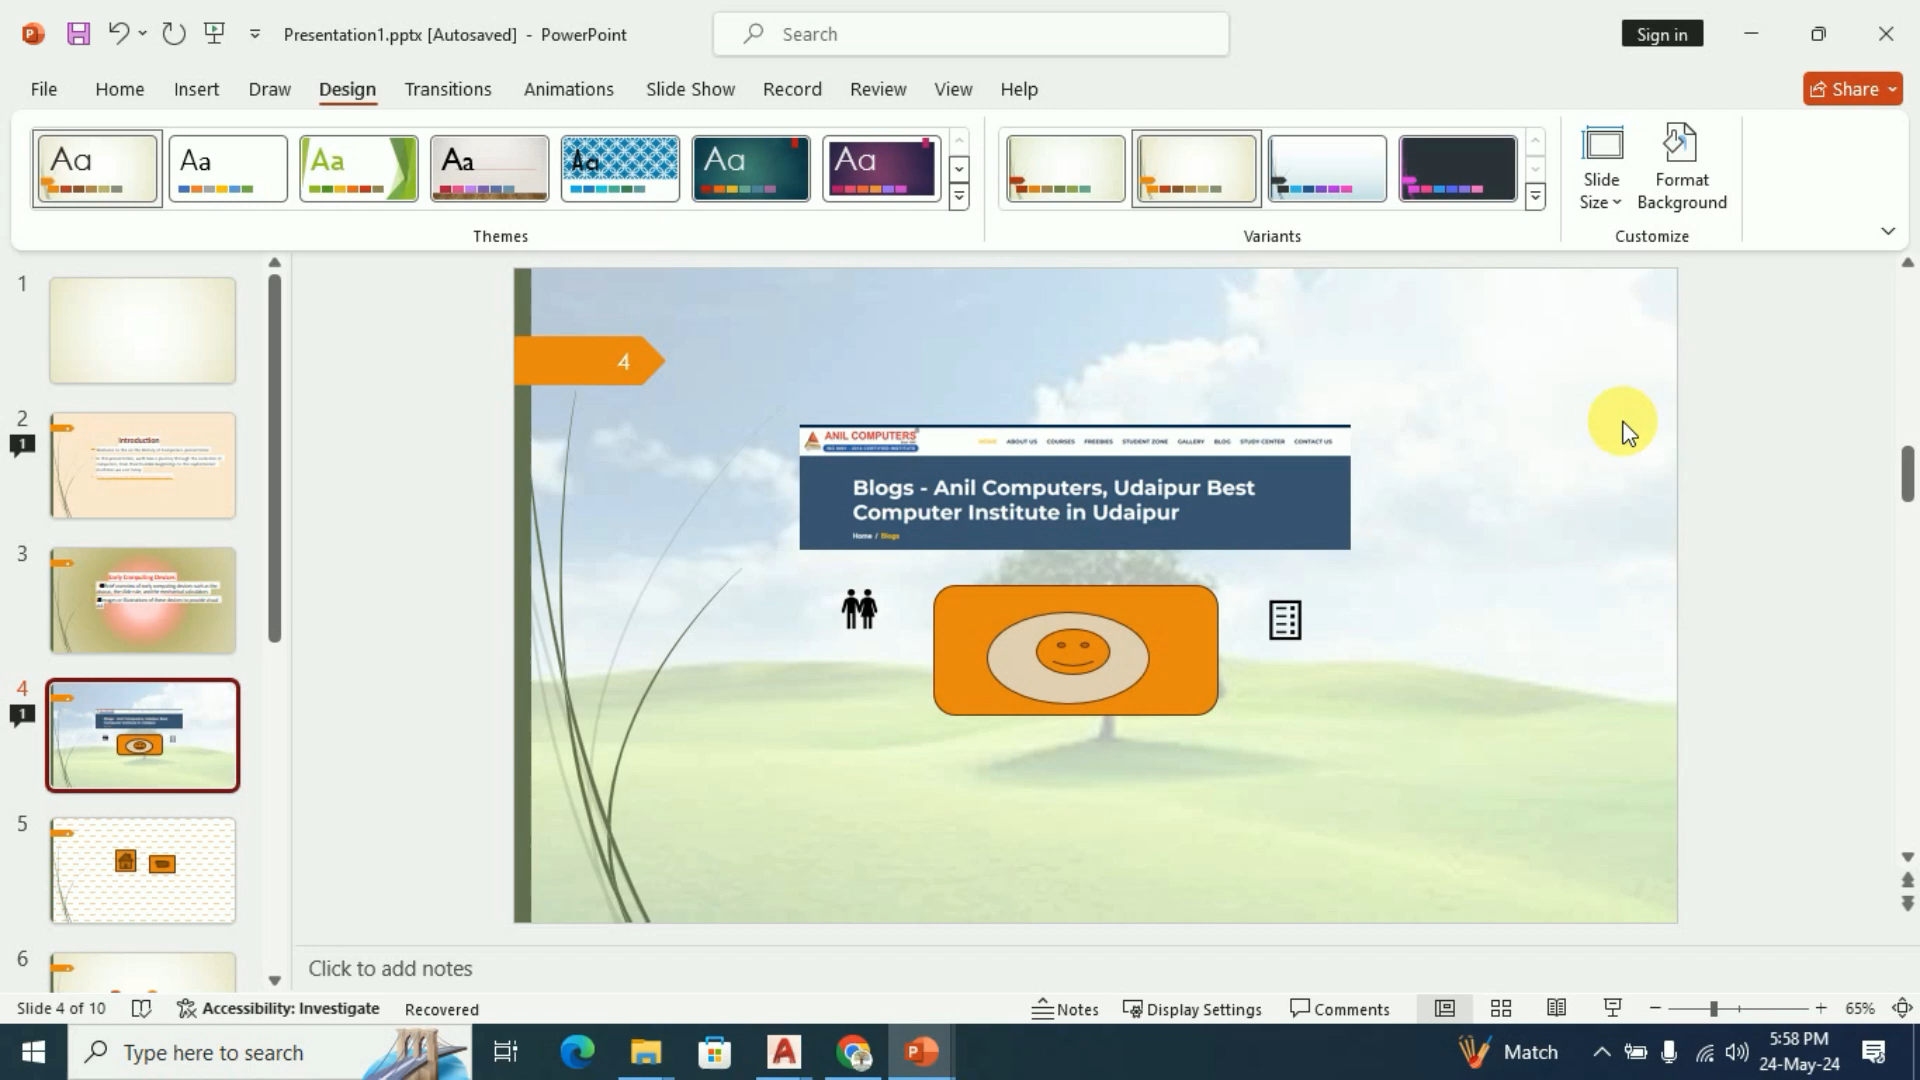 Presentation1.pptx [Autosaved] - PowerPoint
Search
Sign in
File Home Insert Draw Design Transitions Animations Slide Show Record Review View Help
Share
Aa Aa Aa Aa Aa Aa Aa
Slide Size
Format Background
Themes
Variants
Customize
1
2
1
Introduction
3
Early Computing Devices
4
1
5
6
4
ANIL COMPUTERS
HOME ABOUT US COURSES FREEBIES STUDENT ZONE GALLERY BLOG STUDY CENTER CONTACT US
Blogs - Anil Computers, Udaipur Best
Computer Institute in Udaipur
Home / Blogs
Click to add notes
Slide 4 of 10 Accessibility: Investigate Recovered Notes Display Settings Comments 65%
Type here to search
Match
5:58 PM
24-May-24